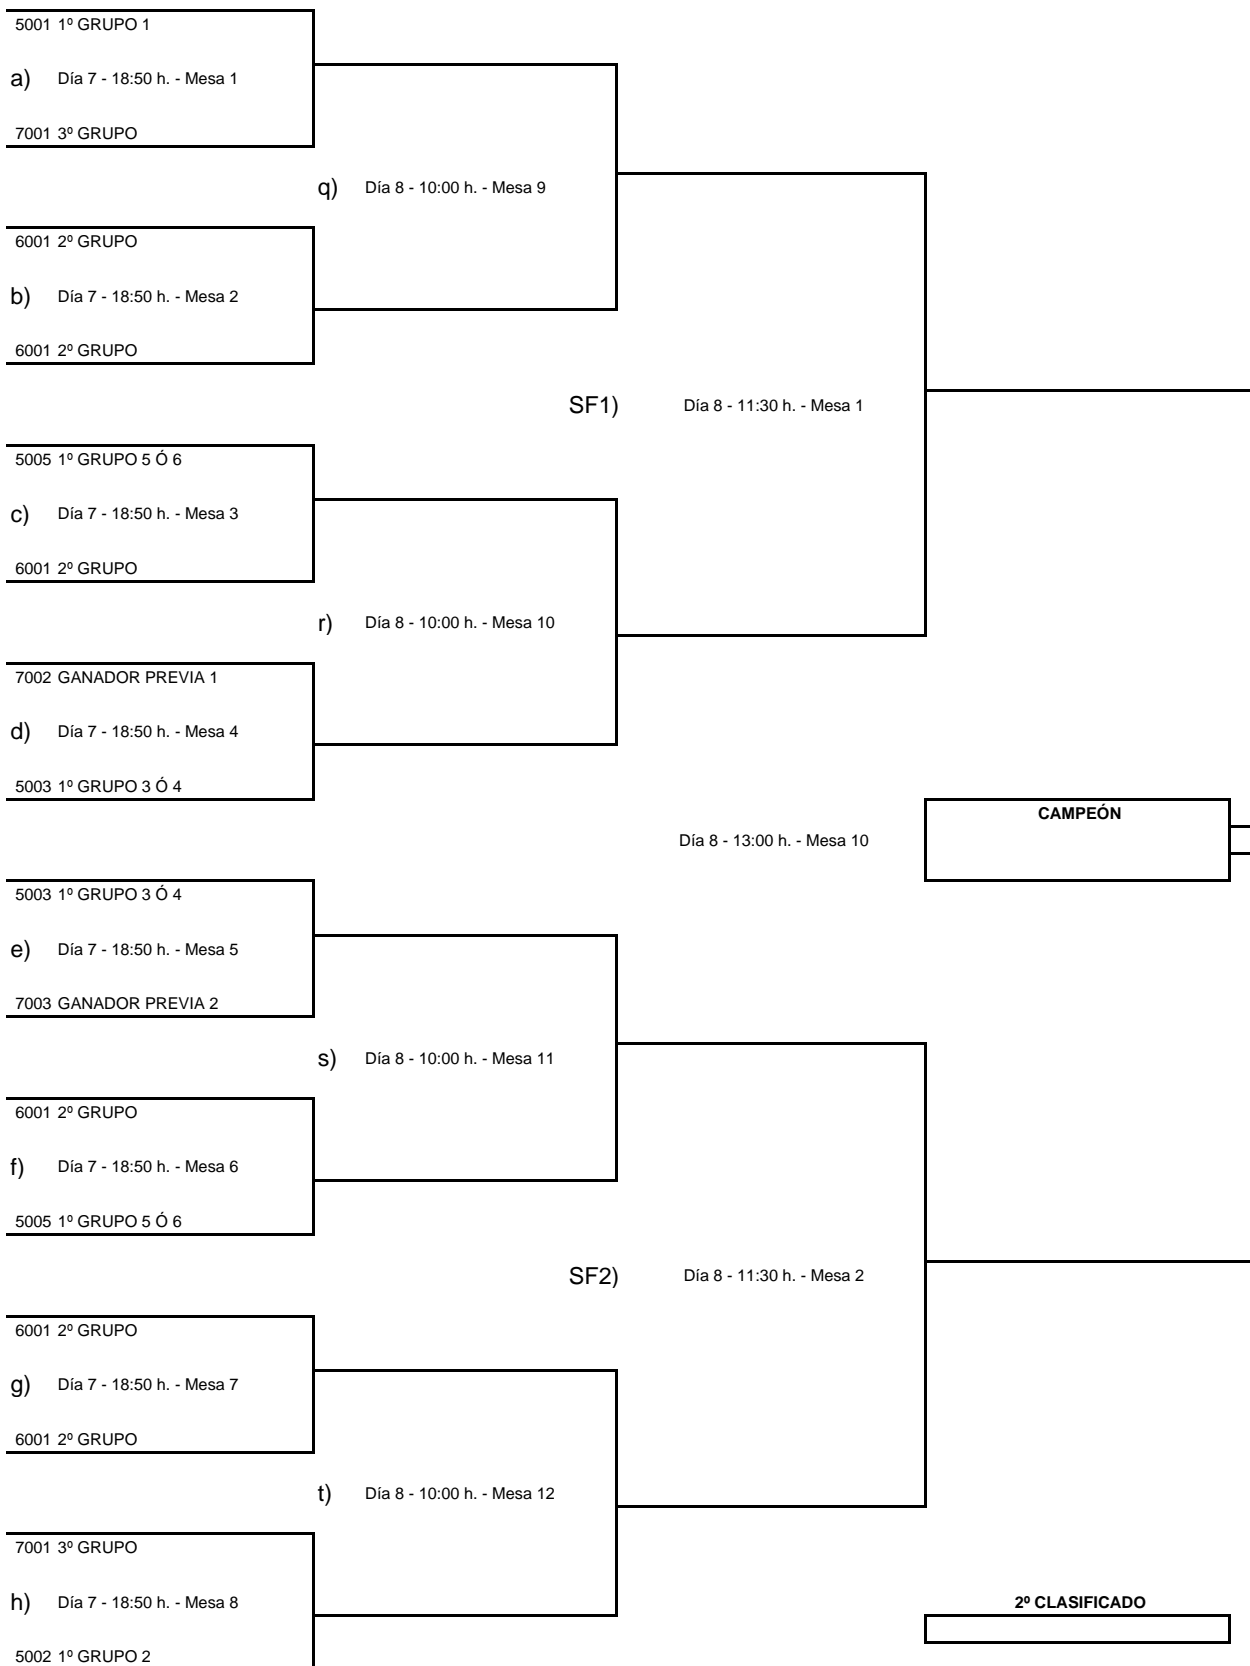 5001 1º GRUPO 1
a) Día 7 - 18:50 h. - Mesa 1
7001 3º GRUPO
q) Día 8 - 10:00 h. - Mesa 9
6001 2º GRUPO
b) Día 7 - 18:50 h. - Mesa 2
6001 2º GRUPO
SF1) Día 8 - 11:30 h. - Mesa 1
5005 1º GRUPO 5 Ó 6
c) Día 7 - 18:50 h. - Mesa 3
6001 2º GRUPO
r) Día 8 - 10:00 h. - Mesa 10
7002 GANADOR PREVIA 1
d) Día 7 - 18:50 h. - Mesa 4
5003 1º GRUPO 3 Ó 4
CAMPEÓN
Día 8 - 13:00 h. - Mesa 10
5003 1º GRUPO 3 Ó 4
e) Día 7 - 18:50 h. - Mesa 5
7003 GANADOR PREVIA 2
s) Día 8 - 10:00 h. - Mesa 11
6001 2º GRUPO
f) Día 7 - 18:50 h. - Mesa 6
5005 1º GRUPO 5 Ó 6
SF2) Día 8 - 11:30 h. - Mesa 2
6001 2º GRUPO
g) Día 7 - 18:50 h. - Mesa 7
6001 2º GRUPO
t) Día 8 - 10:00 h. - Mesa 12
7001 3º GRUPO
h) Día 7 - 18:50 h. - Mesa 8
2º CLASIFICADO
5002 1º GRUPO 2